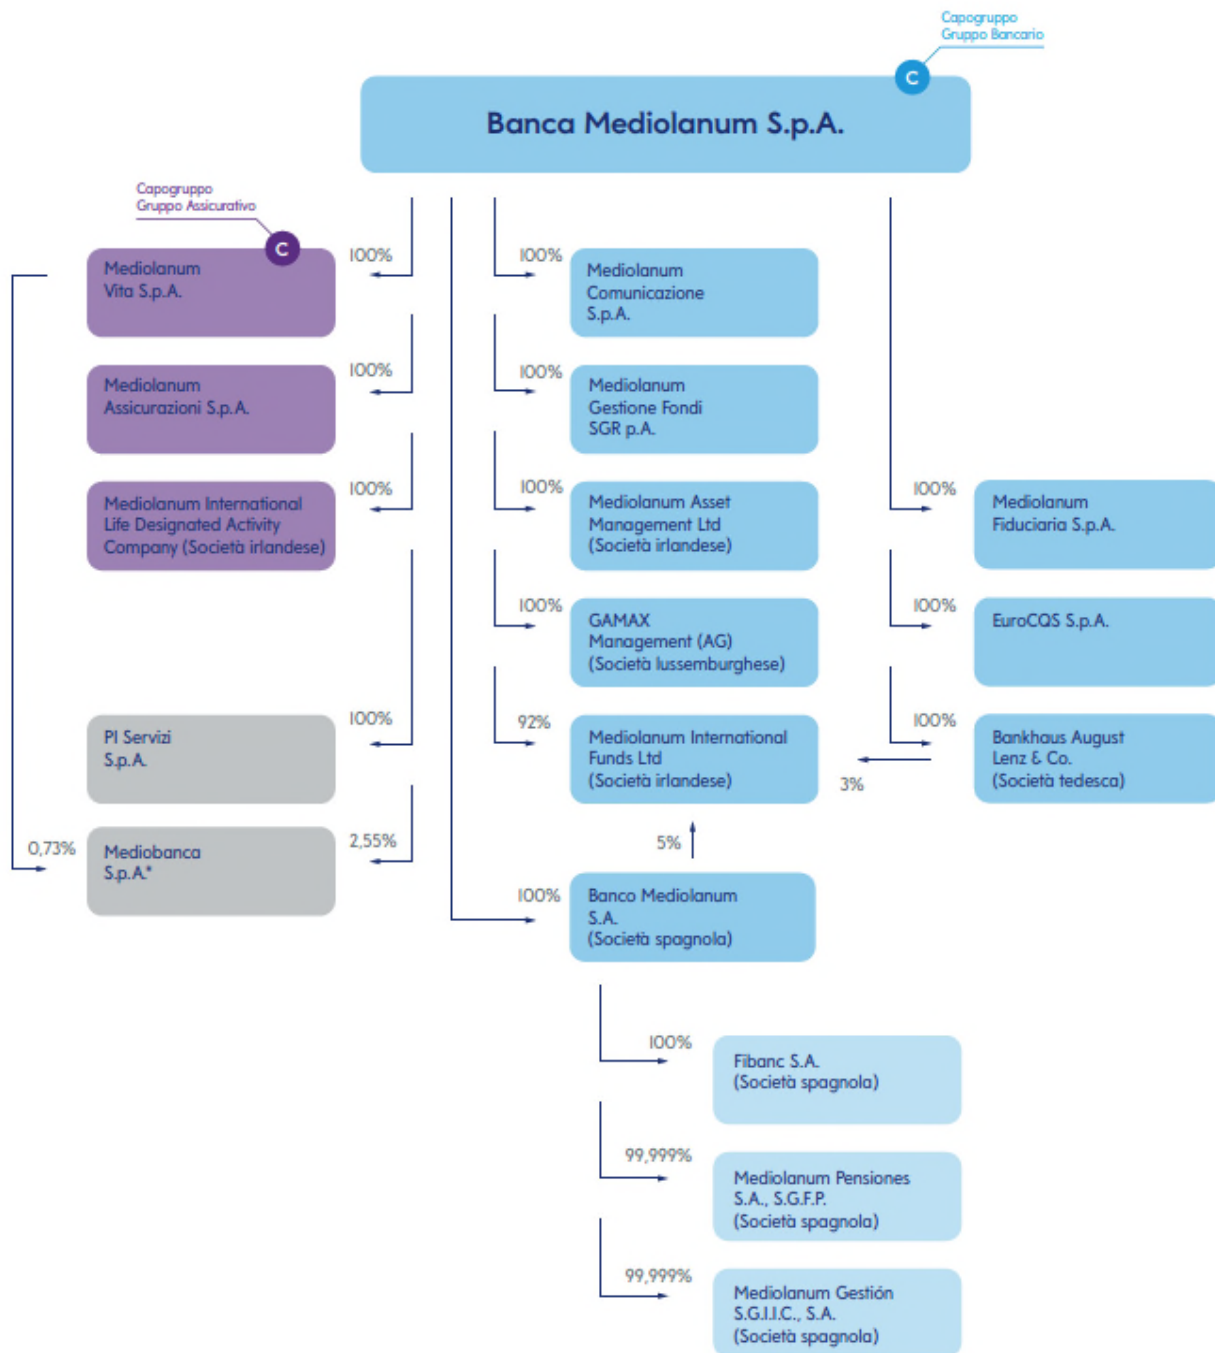 Capogruppo
Gruppo Bancario
C
Banca Mediolanum S.p.A.
Capogruppo
Gruppo Assicurativo
C
100%
Mediolanum
Vita S.p.A.
100%
Mediolanum
Comunicazione
S.p.A.
100%
Mediolanum
Assicurazioni S.p.A.
100%
Mediolanum
Gestione Fondi
SGR p.A.
100%
Mediolanum International
Life Designated Activity
Company (Società irlandese)
100%
Mediolanum Asset
Management Ltd
(Società irlandese)
100%
Mediolanum
Fiduciaria S.p.A.
100%
GAMAX
Management (AG)
(Società lussemburghese)
100%
EuroCQS S.p.A.
100%
PI Servizi
S.p.A.
92%
Mediolanum International
Funds Ltd
(Società irlandese)
100%
Bankhaus August
Lenz & Co.
(Società tedesca)
3%
0,73%
Mediobanca
S.p.A.*
2,55%
5%
100%
Banco Mediolanum
S.A.
(Società spagnola)
100%
Fibanc S.A.
(Società spagnola)
99,999%
Mediolanum Pensiones
S.A., S.G.F.P.
(Società spagnola)
99,999%
Mediolanum Gestión
S.G.I.I.C., S.A.
(Società spagnola)